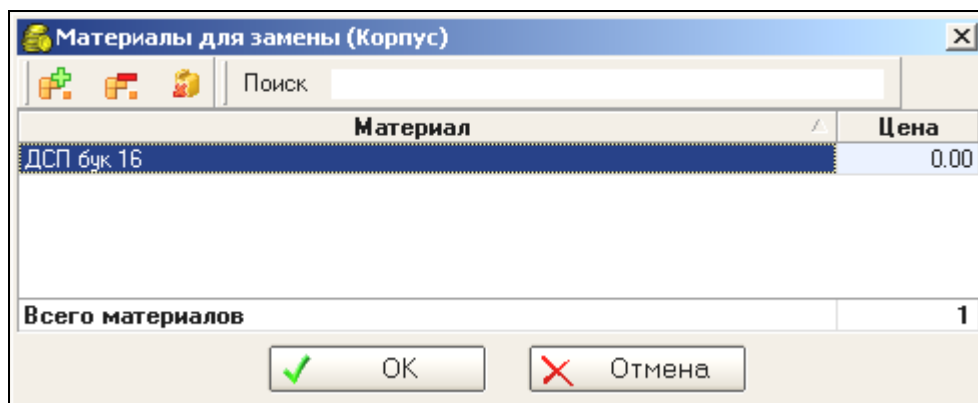 Материалы для замены (Корпус)
Поиск
Материал Цена
ДСП бук 16 0.00
Всего материалов 1
OK Отмена